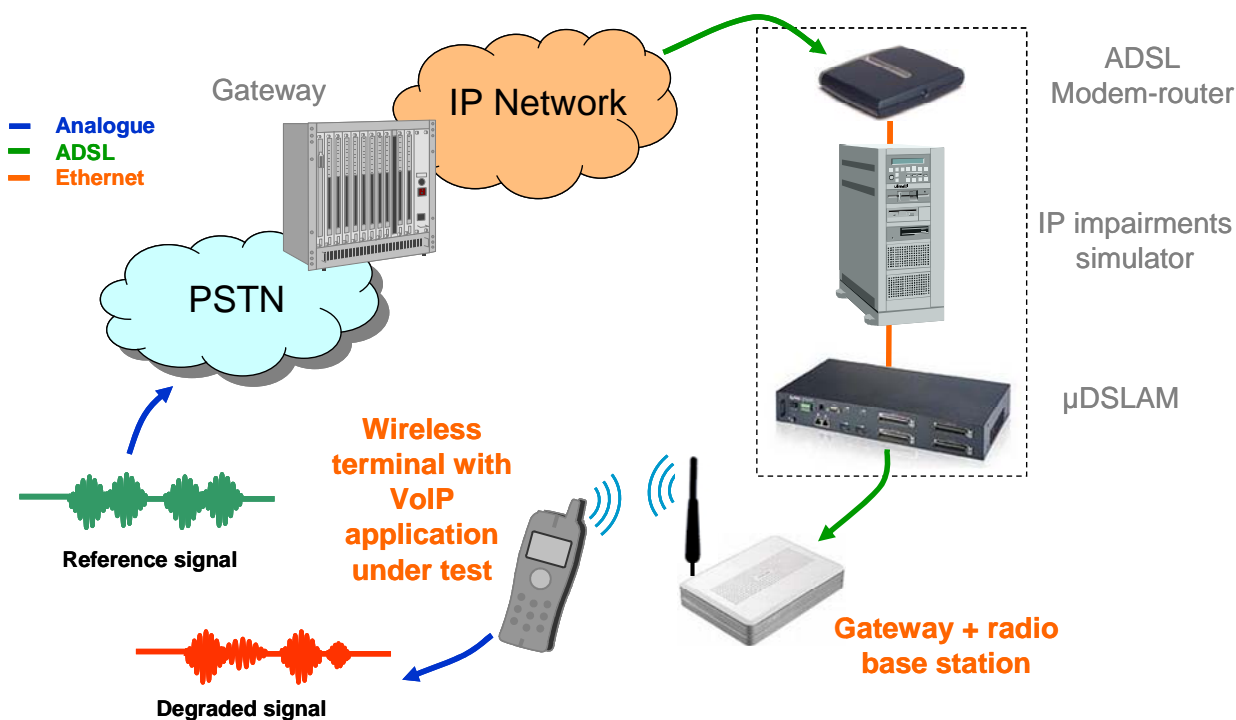 Gateway
IP Network
ADSL
Modem-router
Analogue
ADSL
Ethernet
IP impairments
simulator
PSTN
µDSLAM
Wireless
terminal with
VoIP
application
under test
Reference signal
Gateway + radio
base station
Degraded signal